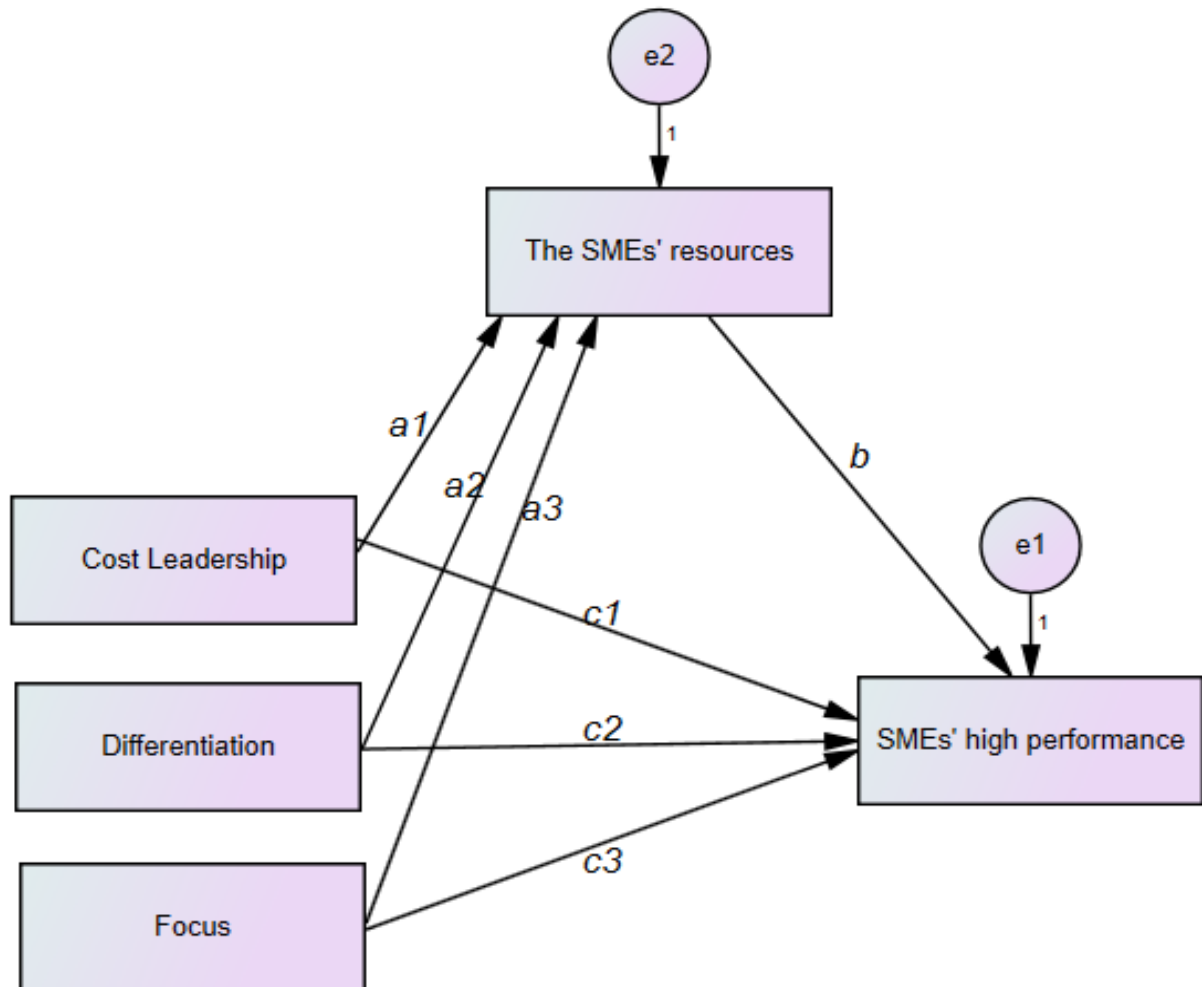 e2
1
The SMEs' resources
a1
a2
a3
b
Cost Leadership
e1
1
c1
Differentiation
c2
SMEs' high performance
c3
Focus